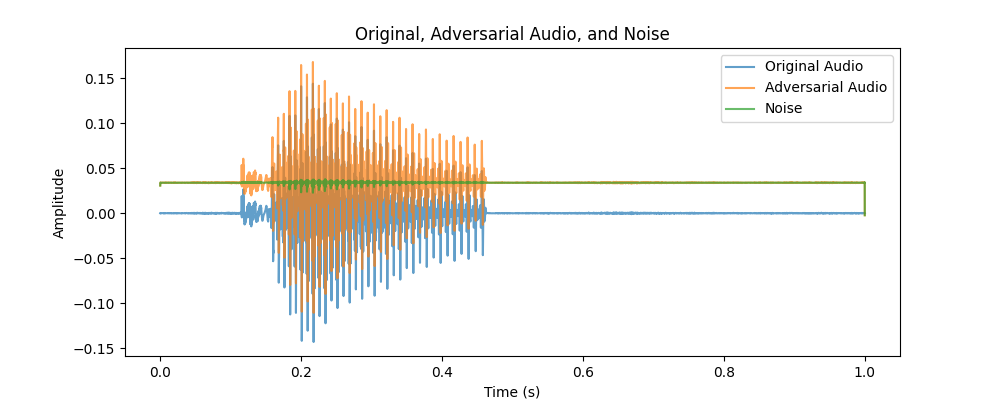 Original, Adversarial Audio, and Noise
Original Audio
Adversarial Audio
Noise
Amplitude
0.15
0.10
0.05
0.00
−0.05
−0.10
−0.15
0.0 0.2 0.4 0.6 0.8 1.0
Time (s)